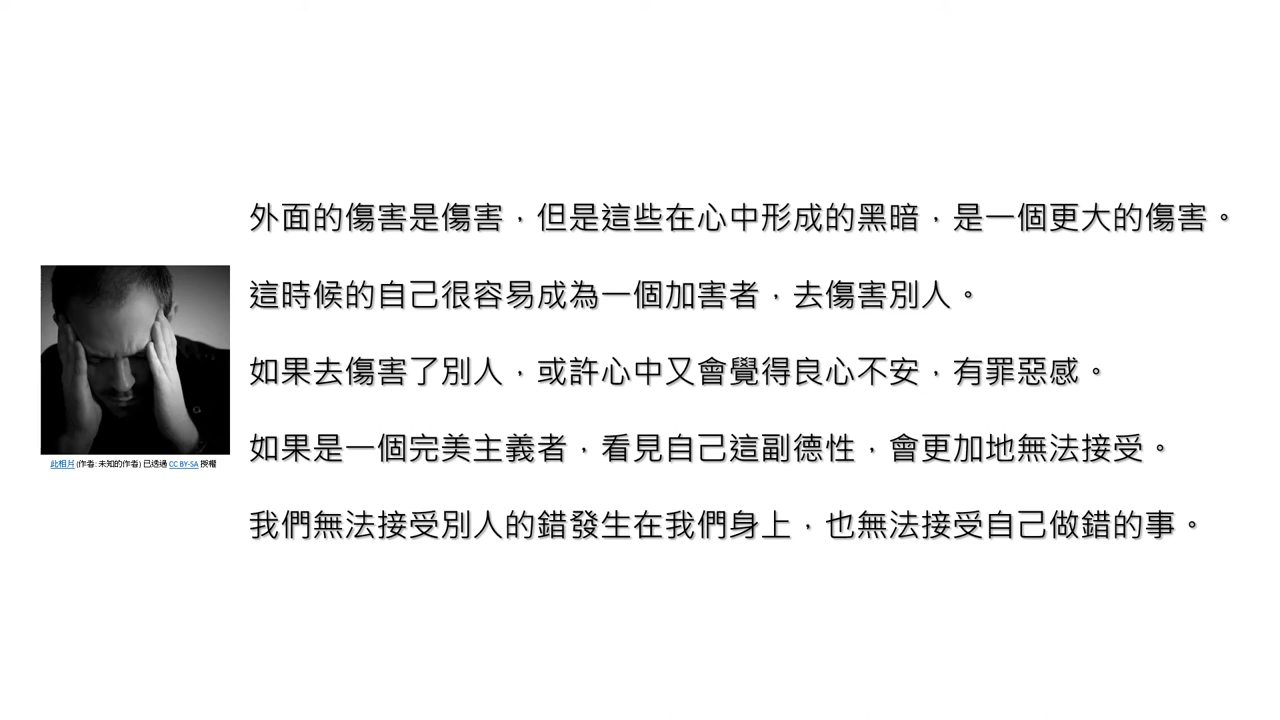 外面的傷害是傷害，但是這些在心中形成的黑暗，是一個更大的傷害。
這時候的自己很容易成為一個加害者，去傷害別人。
如果去傷害了別人，或許心中又會覺得良心不安，有罪惡感。
如果是一個完美主義者，看見自己這副德性，會更加地無法接受。
我們無法接受別人的錯發生在我們身上，也無法接受自己做錯的事。
此相片 (作者: 未知的作者) 已透過 CC BY-SA 授權